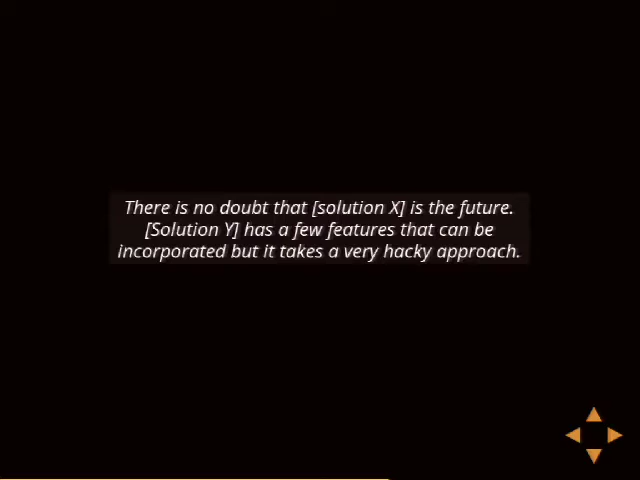 There is no doubt that [solution X] is the future.
[Solution Y] has a few features that can be
incorporated but it takes a very hacky approach.